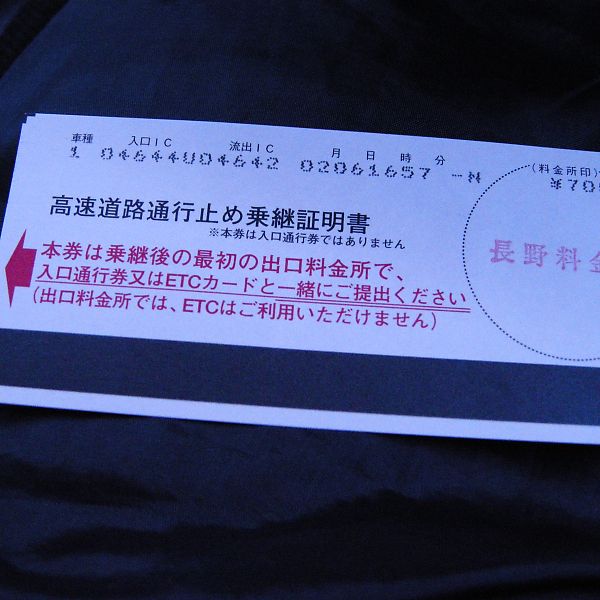 車種 入口IC 流出IC 月 日 時 分 (料金所印)
1 04644U04642 02061657 -N ¥70
高速道路通行止め乗継証明書
※本券は入口通行券ではありません
本券は乗継後の最初の出口料金所で、
入口通行券又はETCカードと一緒にご提出ください
(出口料金所では、ETCはご利用いただけません)
長野料金